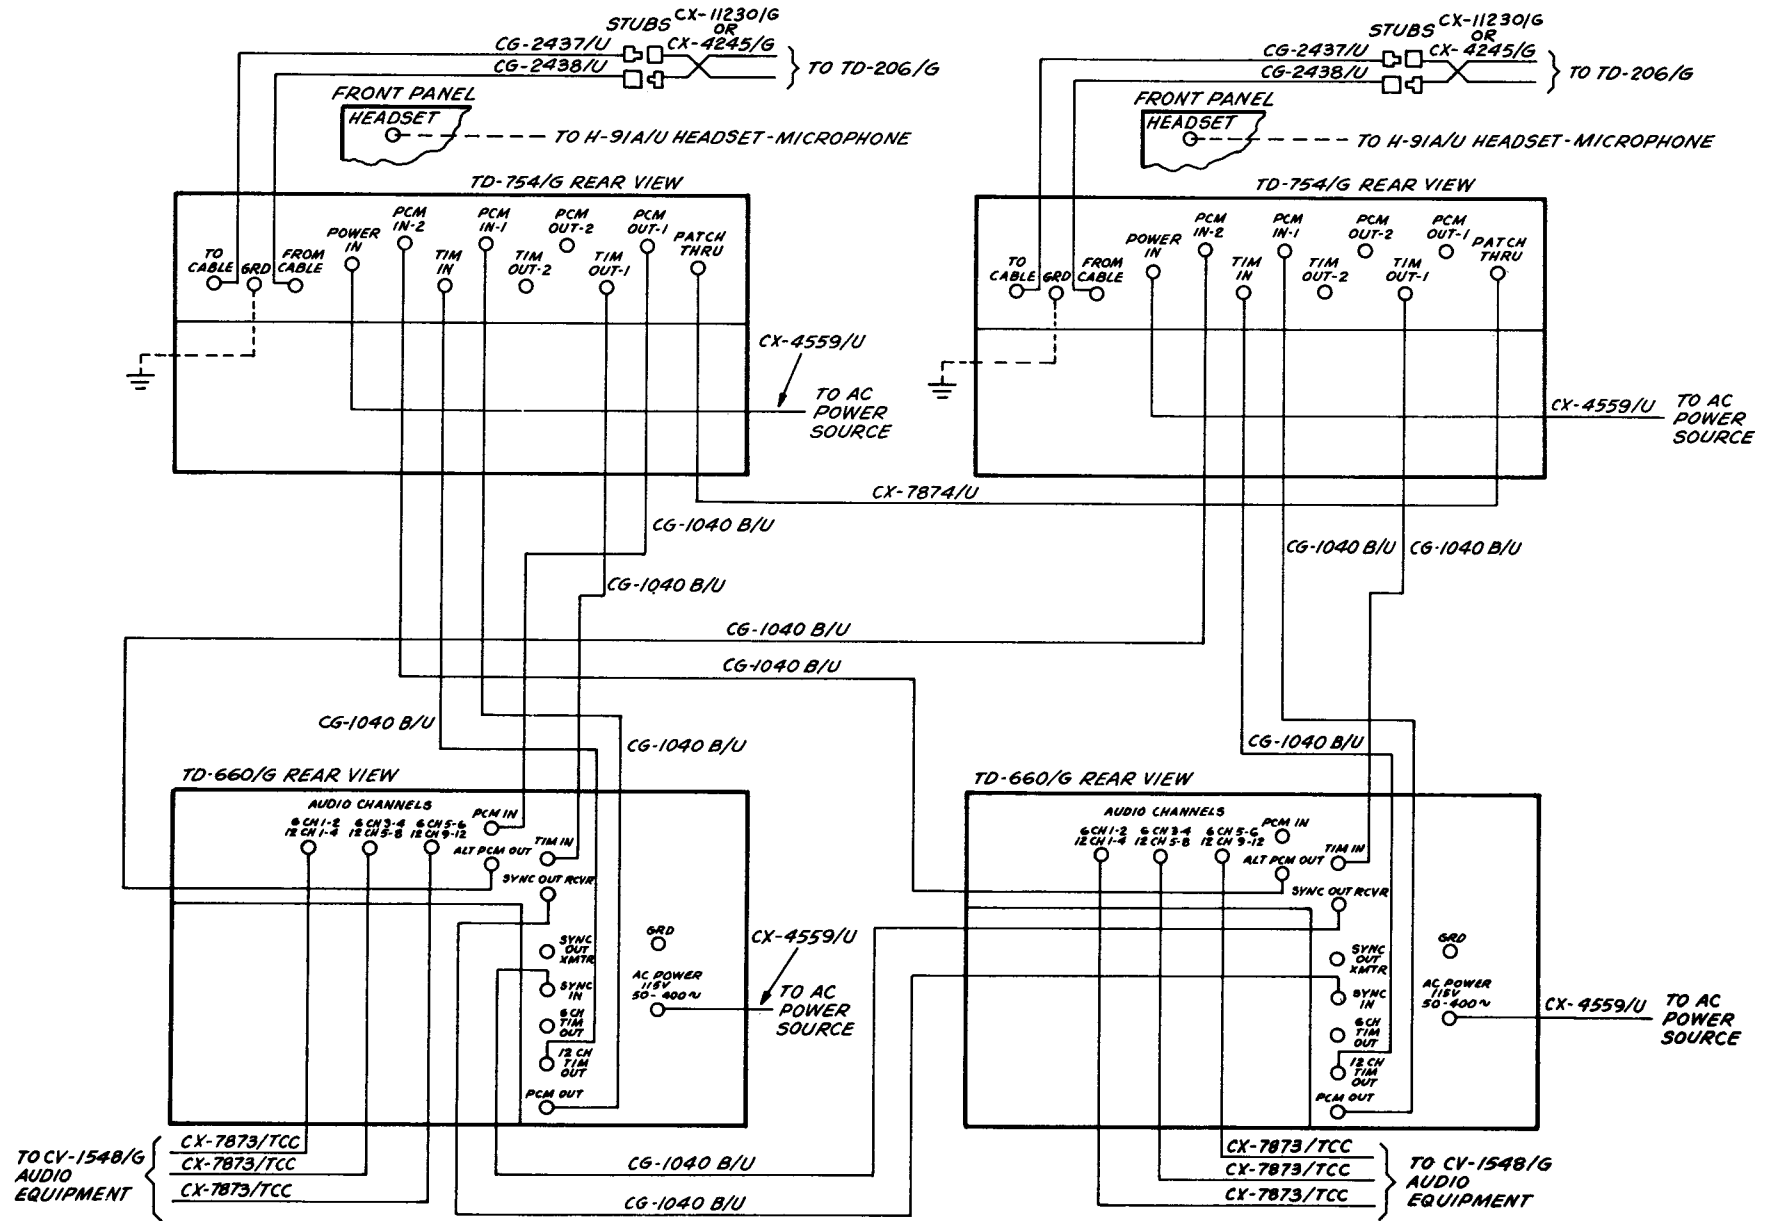 STUBS
CX-11230/G
OR
CX-4245/G
CG-2437/U
CG-2438/U
TO TD-206/G
FRONT PANEL
HEADSET
TO H-91A/U HEADSET-MICROPHONE
TD-754/G REAR VIEW
TO
CABLE
GRD
FROM
CABLE
POWER
IN
PCM
IN-2
TIM
IN
PCM
IN-1
TIM
OUT-2
PCM
OUT-2
TIM
OUT-1
PCM
OUT-1
PATCH
THRU
CX-4559/U
TO AC
POWER
SOURCE
STUBS
CX-11230/G
OR
CX-4245/G
CG-2437/U
CG-2438/U
TO TD-206/G
FRONT PANEL
HEADSET
TO H-91A/U HEADSET-MICROPHONE
TD-754/G REAR VIEW
TO
CABLE
GRD
FROM
CABLE
POWER
IN
PCM
IN-2
TIM
IN
PCM
IN-1
TIM
OUT-2
PCM
OUT-2
TIM
OUT-1
PCM
OUT-1
PATCH
THRU
CX-4559/U
TO AC
POWER
SOURCE
CX-7874/U
CG-1040 B/U
CG-1040 B/U
CG-1040 B/U
CG-1040 B/U
CG-1040 B/U
CG-1040 B/U
CG-1040 B/U
CG-1040 B/U
CG-1040 B/U
TD-660/G REAR VIEW
AUDIO CHANNELS
6 CH 1-2
12 CH 1-4
6 CH 3-4
12 CH 5-8
6 CH 5-6
12 CH 9-12
PCM IN
ALT PCM OUT
TIM IN
SYNC OUT RCVR
SYNC
OUT
XMTR
SYNC
IN
6 CH
TIM
OUT
12 CH
TIM
OUT
PCM OUT
GRD
AC POWER
115V
50-400~
CX-4559/U
TO AC
POWER
SOURCE
TD-660/G REAR VIEW
AUDIO CHANNELS
6 CH 1-2
12 CH 1-4
6 CH 3-4
12 CH 5-8
6 CH 5-6
12 CH 9-12
PCM IN
ALT PCM OUT
TIM IN
SYNC OUT RCVR
SYNC
OUT
XMTR
SYNC
IN
6 CH
TIM
OUT
12 CH
TIM
OUT
PCM OUT
GRD
AC POWER
115V
50-400~
CX-4559/U
TO AC
POWER
SOURCE
TO CV-1548/G
AUDIO
EQUIPMENT
CX-7873/TCC
CX-7873/TCC
CX-7873/TCC
CG-1040 B/U
CG-1040 B/U
CX-7873/TCC
CX-7873/TCC
CX-7873/TCC
TO CV-1548/G
AUDIO
EQUIPMENT